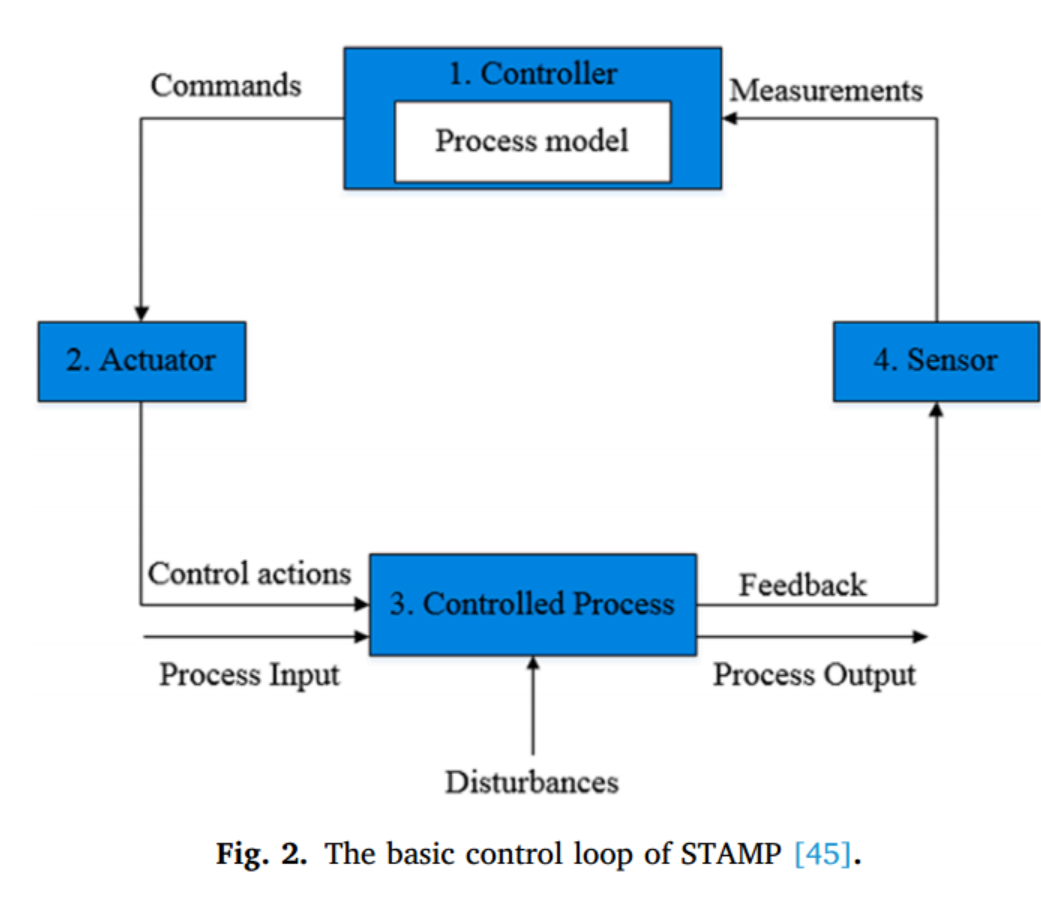 Commands
1. Controller
Measurements
Process model
2. Actuator
4. Sensor
Control actions
3. Controlled Process
Feedback
Process Input
Process Output
Disturbances
Fig. 2. The basic control loop of STAMP [45].